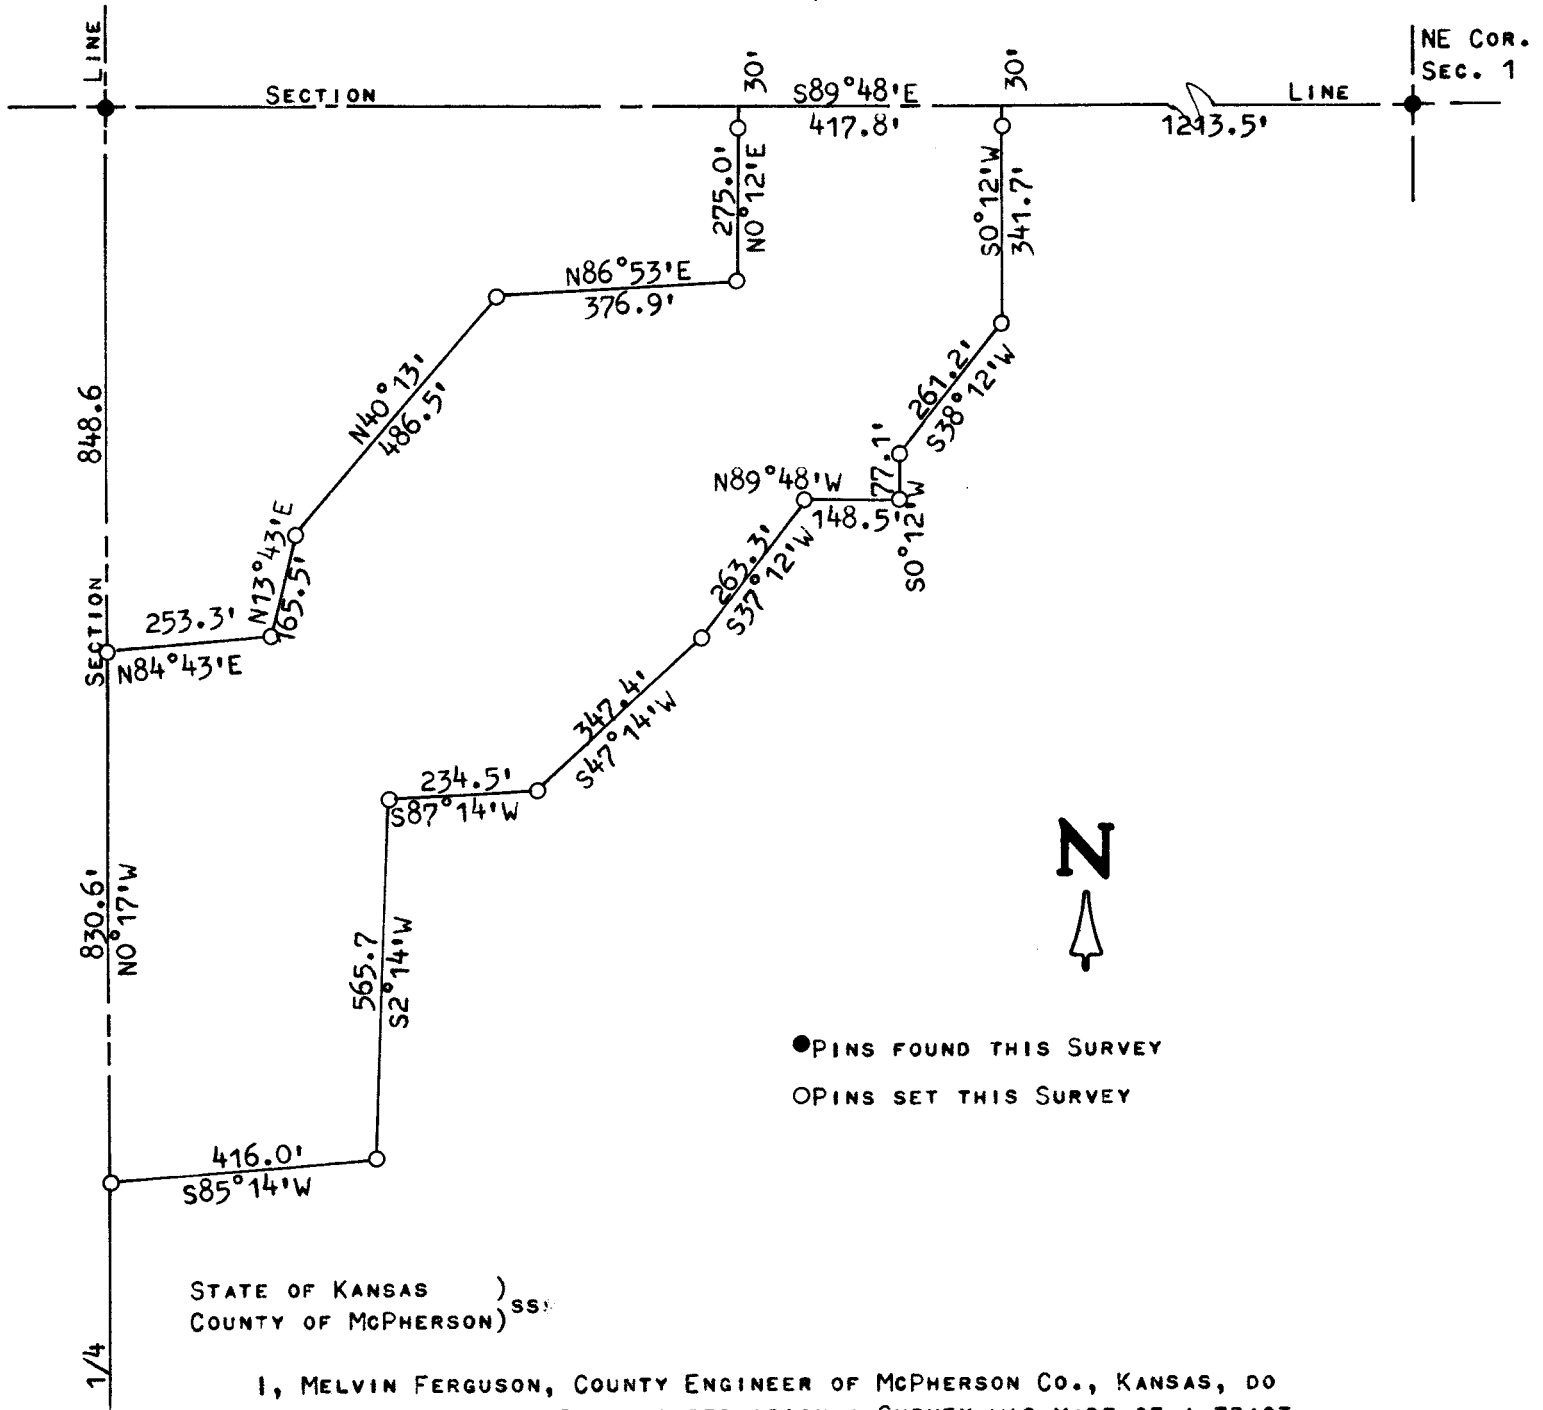 LINE
NE COR.
SEC. 1
SECTION
30'
S89°48'E
30'
LINE
417.8'
1213.5'
275.0'
N0°12'E
S0°12'W
341.7'
N86°53'E
376.9'
N40°13'
486.5'
261.2'
S38°12'W
848.6
77.1'
S0°12'W
N89°48'W
148.5'
N13°43'E
165.5'
263.3'
S37°12'W
SECTION
253.3'
N84°43'E
347.4'
S47°14'W
234.5'
S87°14'W
830.6'
N0°17'W
N
565.7
S2°14'W
PINS FOUND THIS SURVEY
PINS SET THIS SURVEY
416.0'
S85°14'W
STATE OF KANSAS )
SS:
COUNTY OF MCPHERSON)
1/4
I, MELVIN FERGUSON, COUNTY ENGINEER OF MCPHERSON CO., KANSAS, DO